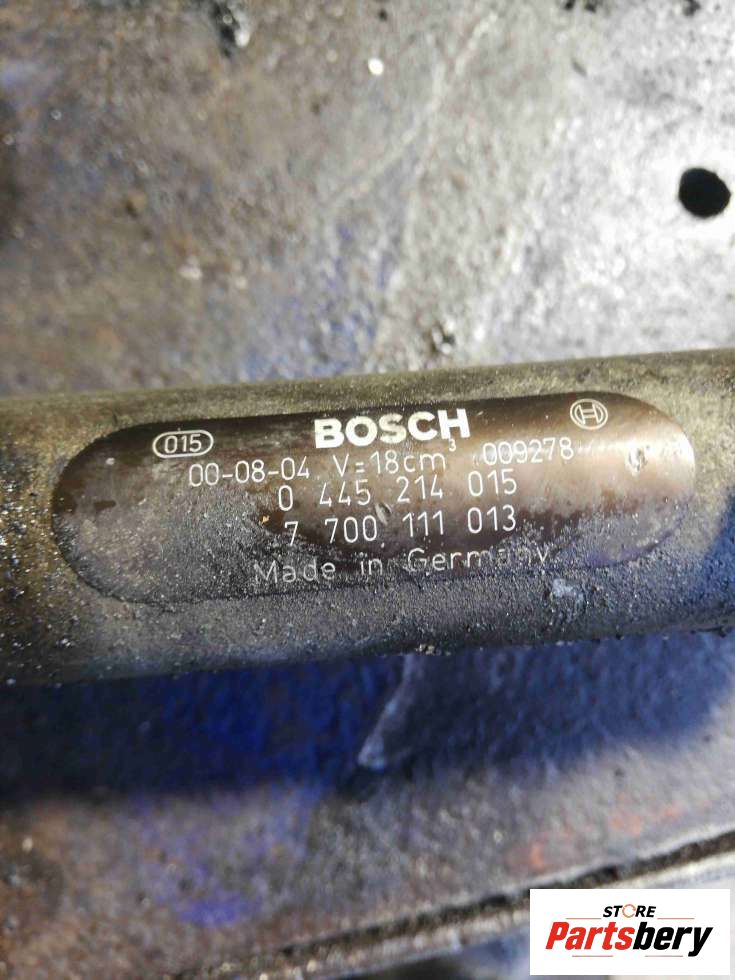 015 BOSCH
00-08-04 V=18cm³ 009278
0 445 214 015
7 700 111 013
Made in Germany
STORE
Partsbery